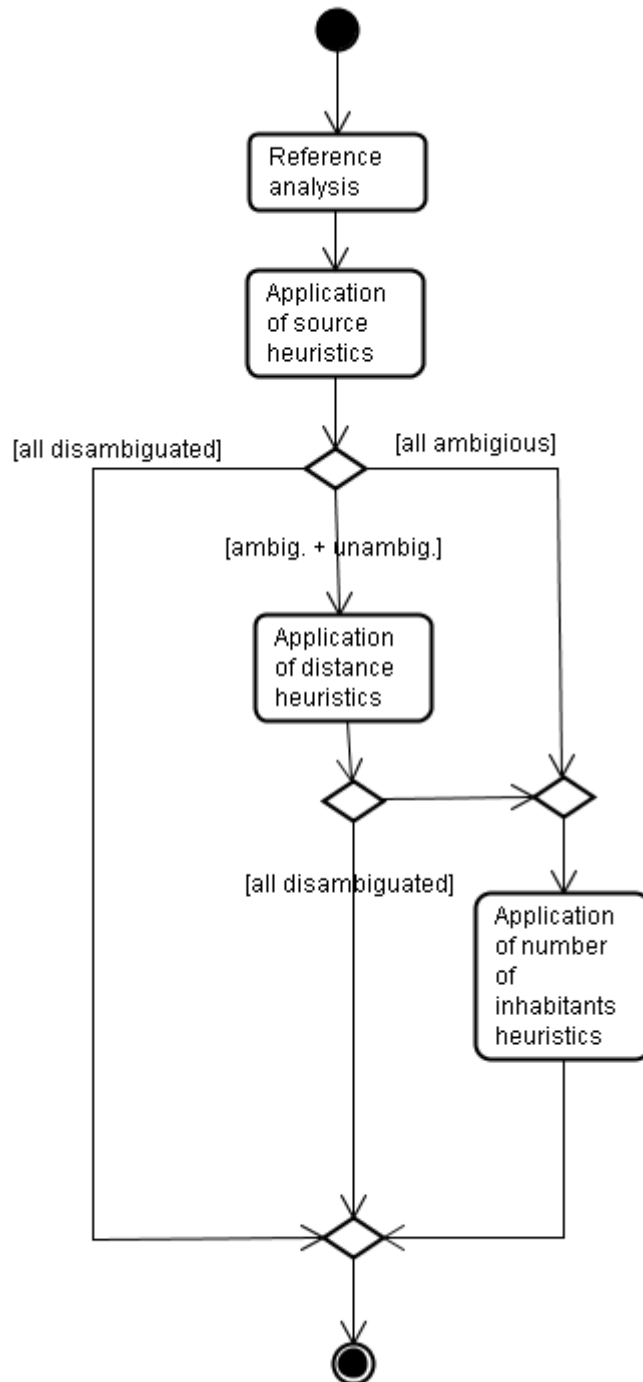 Reference
analysis
Application
of source
heuristics
[all disambiguated]
[all ambigious]
[ambig. + unambig.]
Application
of distance
heuristics
[all disambiguated]
Application
of number
of
inhabitants
heuristics